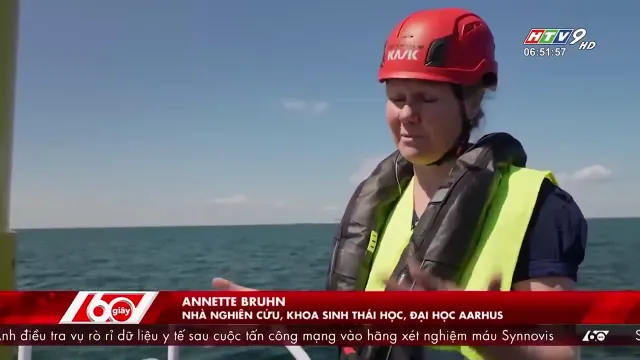 HTV9 HD
06:51:57
KASK
60 giây
ANNETTE BRUHN
NHÀ NGHIÊN CỨU, KHOA SINH THÁI HỌC, ĐẠI HỌC AARHUS
Anh điều tra vụ rò rỉ dữ liệu y tế sau cuộc tấn công mạng vào hãng xét nghiệm máu Synnovis